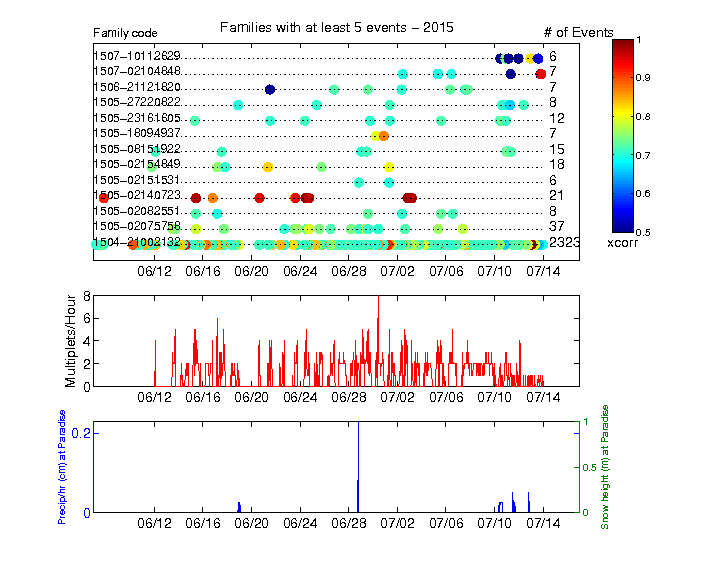 Families with at least 5 events – 2015
Family code
# of Events
1507–10112629 6
1507–02104848 7
1506–21121820 7
1505–27220822 8
1505–23161605 12
1505–18094937 7
1505–08151922 15
1505–02154849 18
1505–02151531 6
1505–02140723 21
1505–02082551 8
1505–02075758 37
1504–21002132 2323
06/12 06/16 06/20 06/24 06/28 07/02 07/06 07/10 07/14
1
0.9
0.8
0.7
0.6
0.5
xcorr
Multiplets/Hour
8
6
4
2
0
06/12 06/16 06/20 06/24 06/28 07/02 07/06 07/10 07/14
Precip/hr (cm) at Paradise
0.2
0
1
0.5
0
Snow height (m) at Paradise
06/12 06/16 06/20 06/24 06/28 07/02 07/06 07/10 07/14